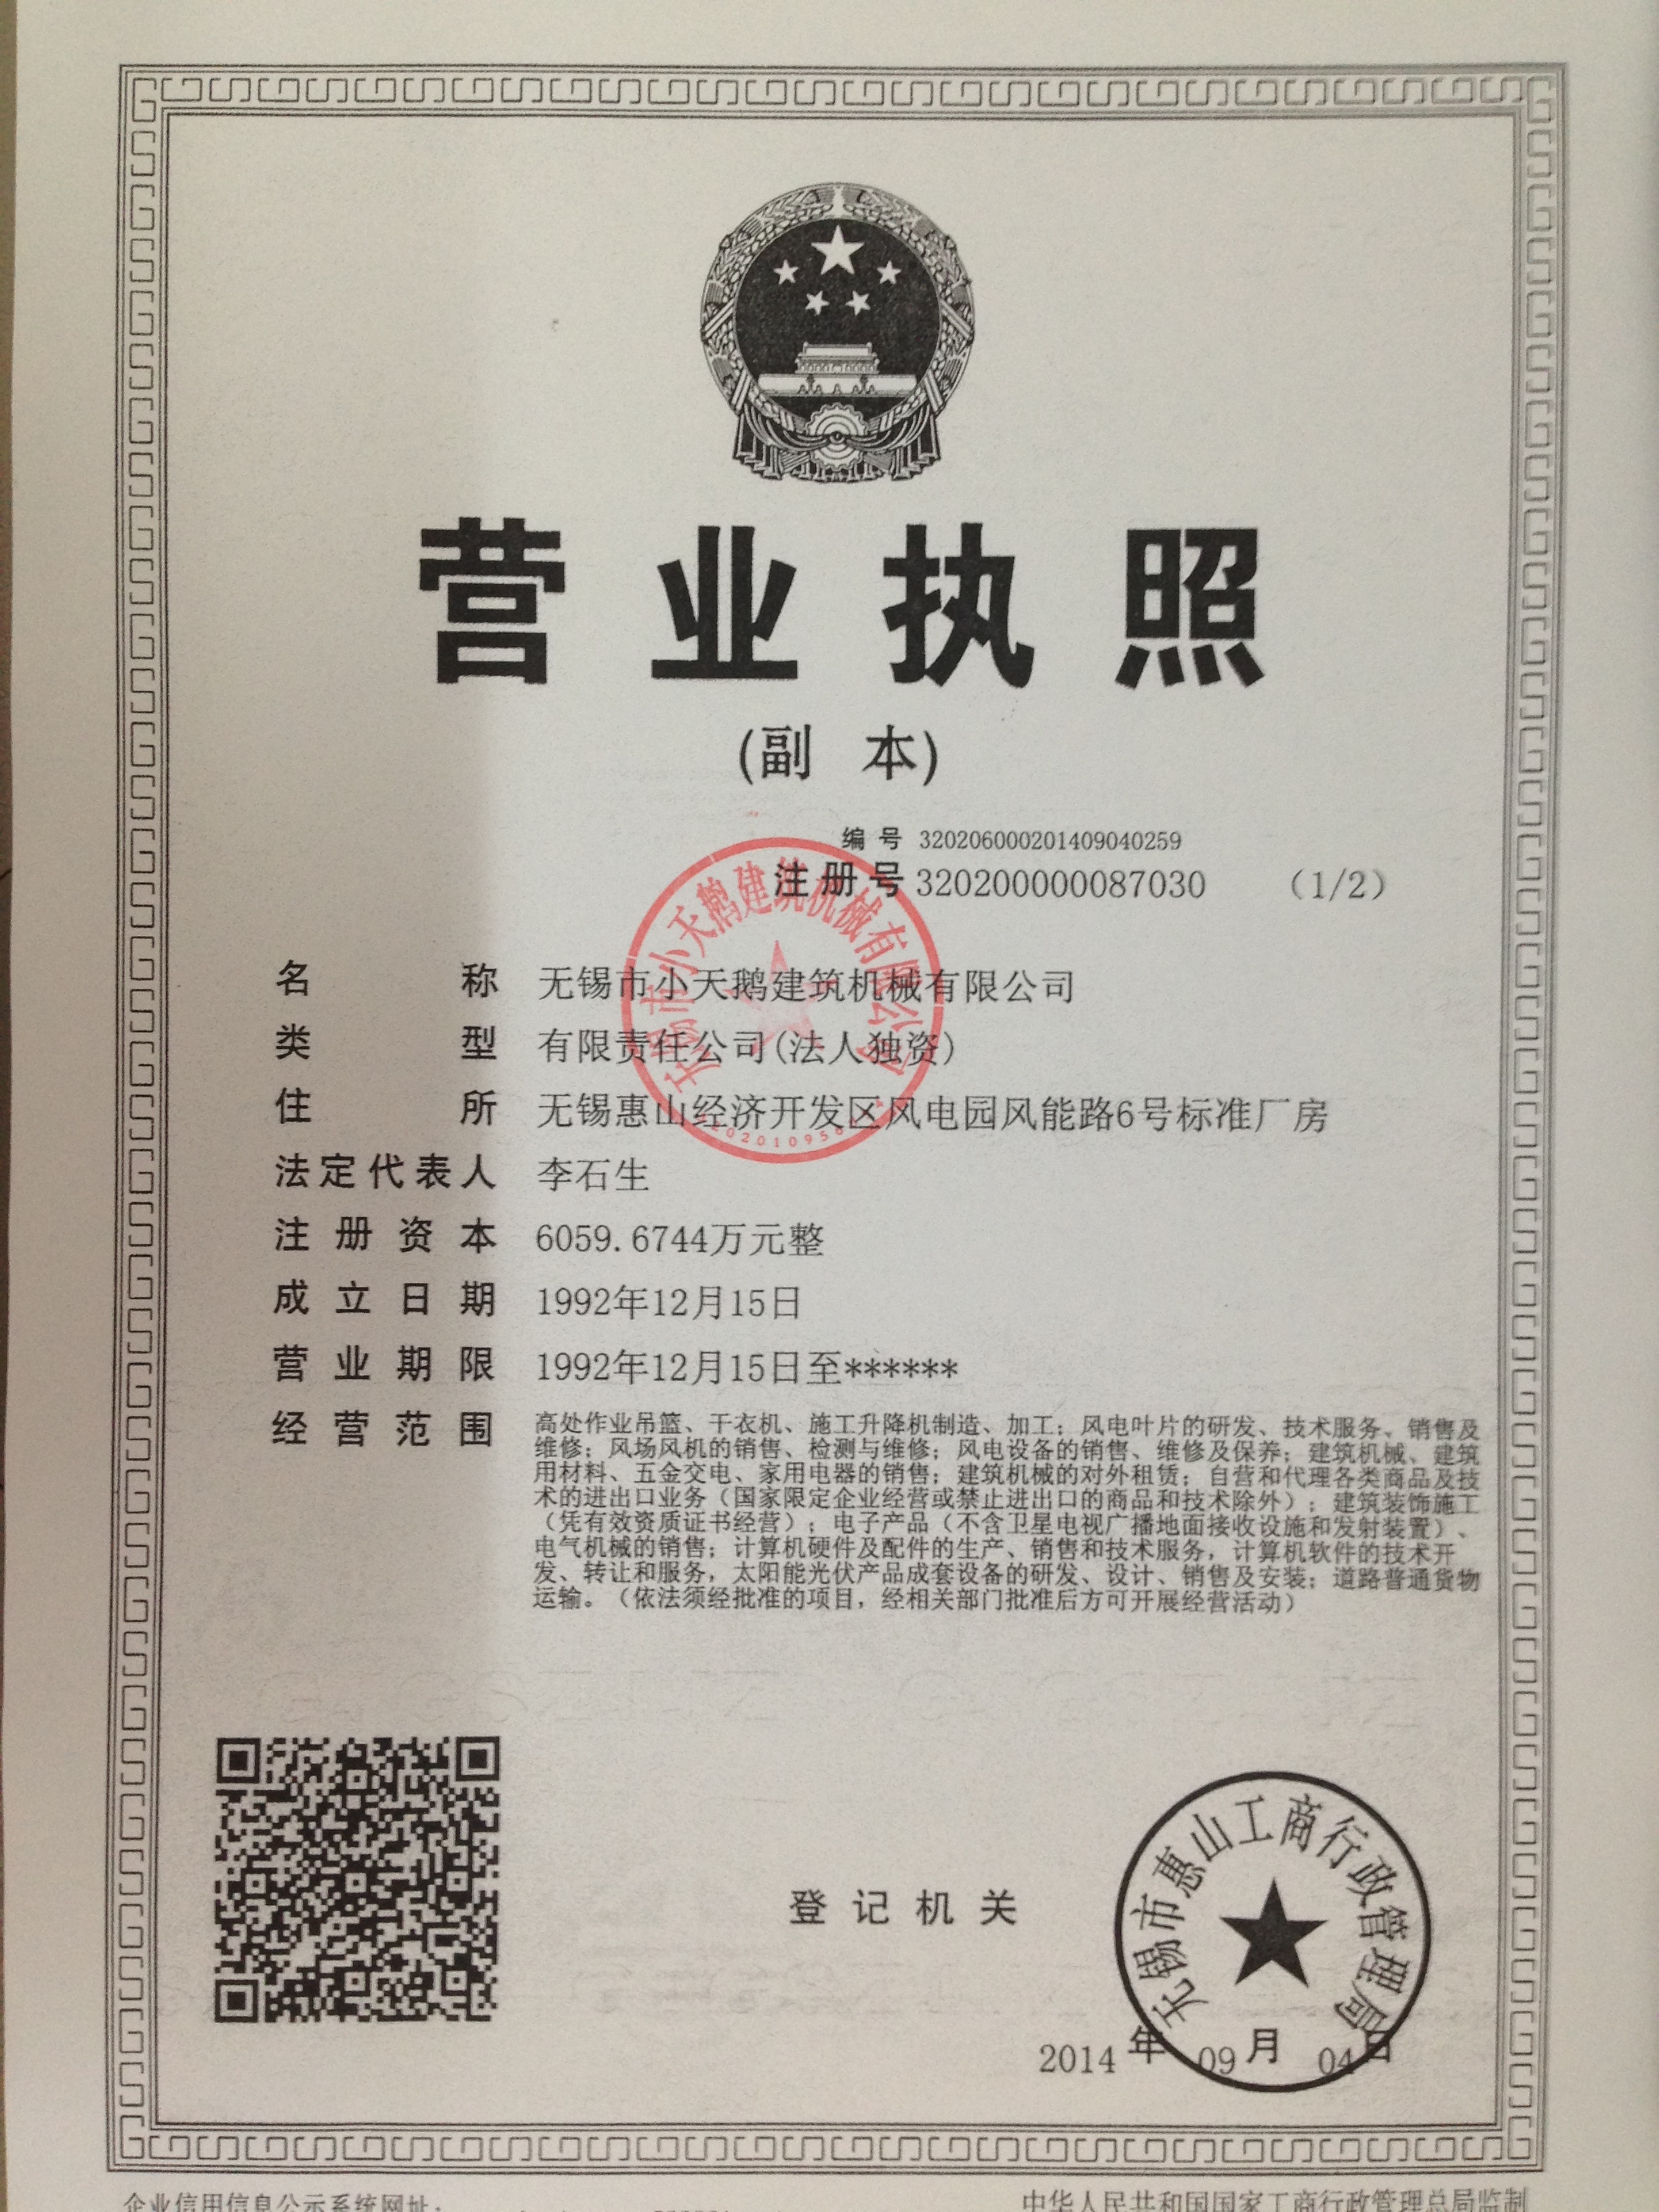 营业执照
(副 本)
编号 320206000201409040259
注册号 320200000087030 （1/2）
名称 无锡市小天鹅建筑机械有限公司
类型 有限责任公司(法人独资)
住所 无锡惠山经济开发区风电园风能路6号标准厂房
法定代表人 李石生
注册资本 6059.6744万元整
成立日期 1992年12月15日
营业期限 1992年12月15日至******
经营范围 高处作业吊篮、干衣机、施工升降机制造、加工；风电叶片的研发、技术服务、销售及
维修；风场风机的销售、检测与维修；风电设备的销售、维修及保养；建筑机械、建筑
用材料、五金交电、家用电器的销售；建筑机械的对外租赁；自营和代理各类商品及技
术的进出口业务（国家限定企业经营或禁止进出口的商品和技术除外）；建筑装饰施工
（凭有效资质证书经营）；电子产品（不含卫星电视广播地面接收设施和发射装置）、
电气机械的销售；计算机硬件及配件的生产、销售和技术服务，计算机软件的技术开
发、转让和服务，太阳能光伏产品成套设备的研发、设计、销售及安装；道路普通货物
运输。（依法须经批准的项目，经相关部门批准后方可开展经营活动）
无锡市小天鹅建筑机械有限公司
登记机关
无锡市惠山工商行政管理局
2014年09月04日
企业信用信息公示系统网址：
中华人民共和国国家工商行政管理总局监制